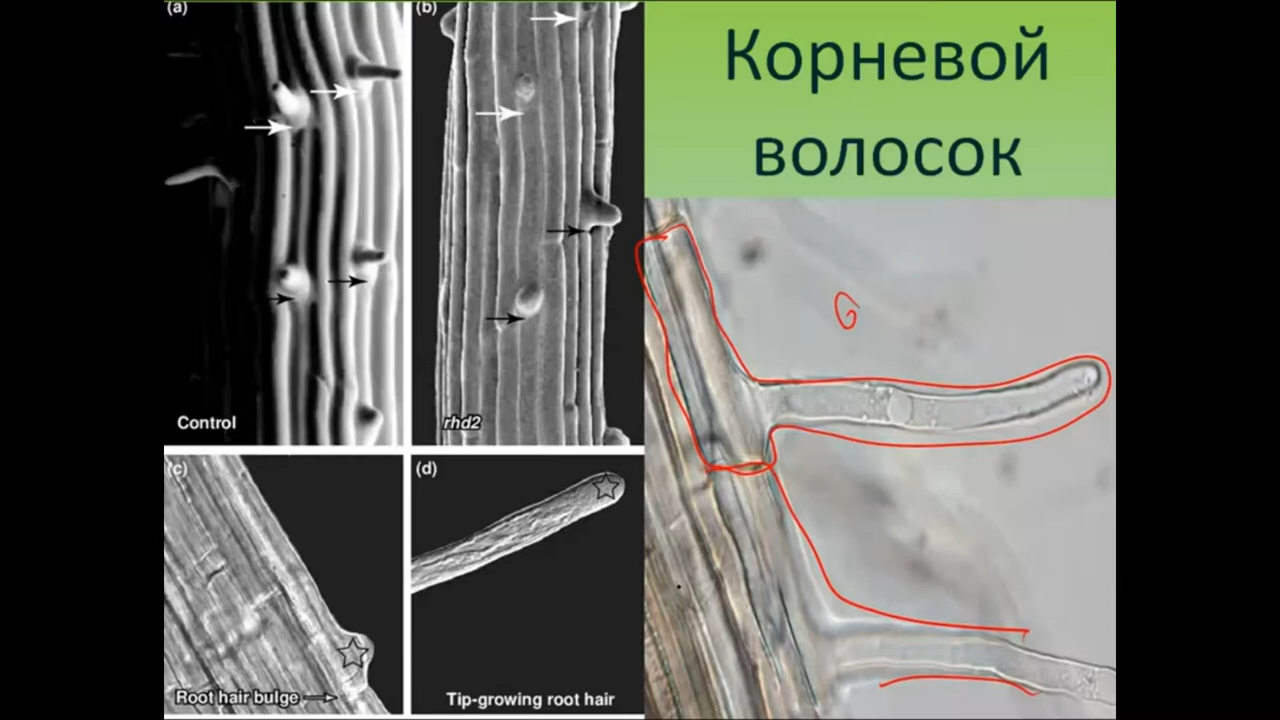 (a)
(b)
Control
rhd2
(c)
(d)
Root hair bulge
Tip-growing root hair
Корневой
волосок